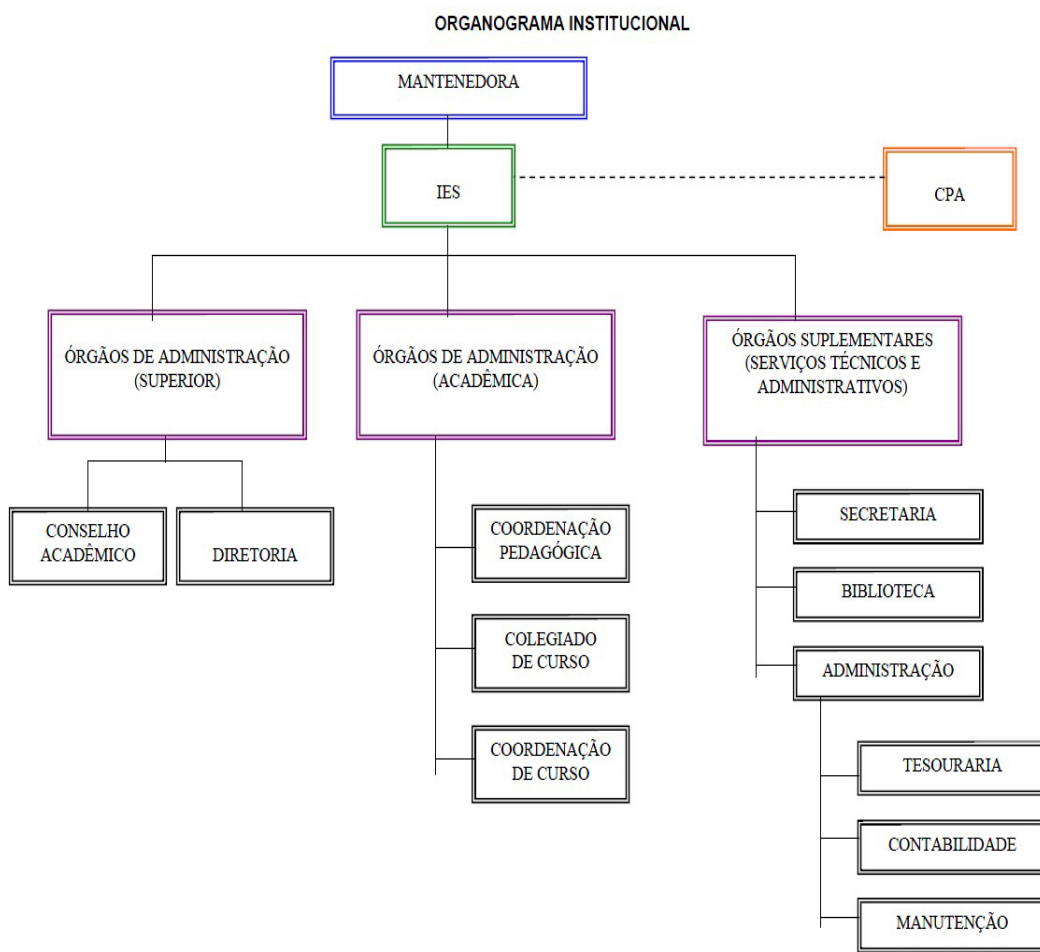 ORGANOGRAMA INSTITUCIONAL
MANTENEDORA
IES
CPA
ÓRGÃOS DE ADMINISTRAÇÃO
(SUPERIOR)
ÓRGÃOS DE ADMINISTRAÇÃO
(ACADÊMICA)
ÓRGÃOS SUPLEMENTARES
(SERVIÇOS TÉCNICOS E
ADMINISTRATIVOS)
CONSELHO
ACADÊMICO
DIRETORIA
COORDENAÇÃO
PEDAGÓGICA
COLEGIADO
DE CURSO
COORDENAÇÃO
DE CURSO
SECRETARIA
BIBLIOTECA
ADMINISTRAÇÃO
TESOURARIA
CONTABILIDADE
MANUTENÇÃO